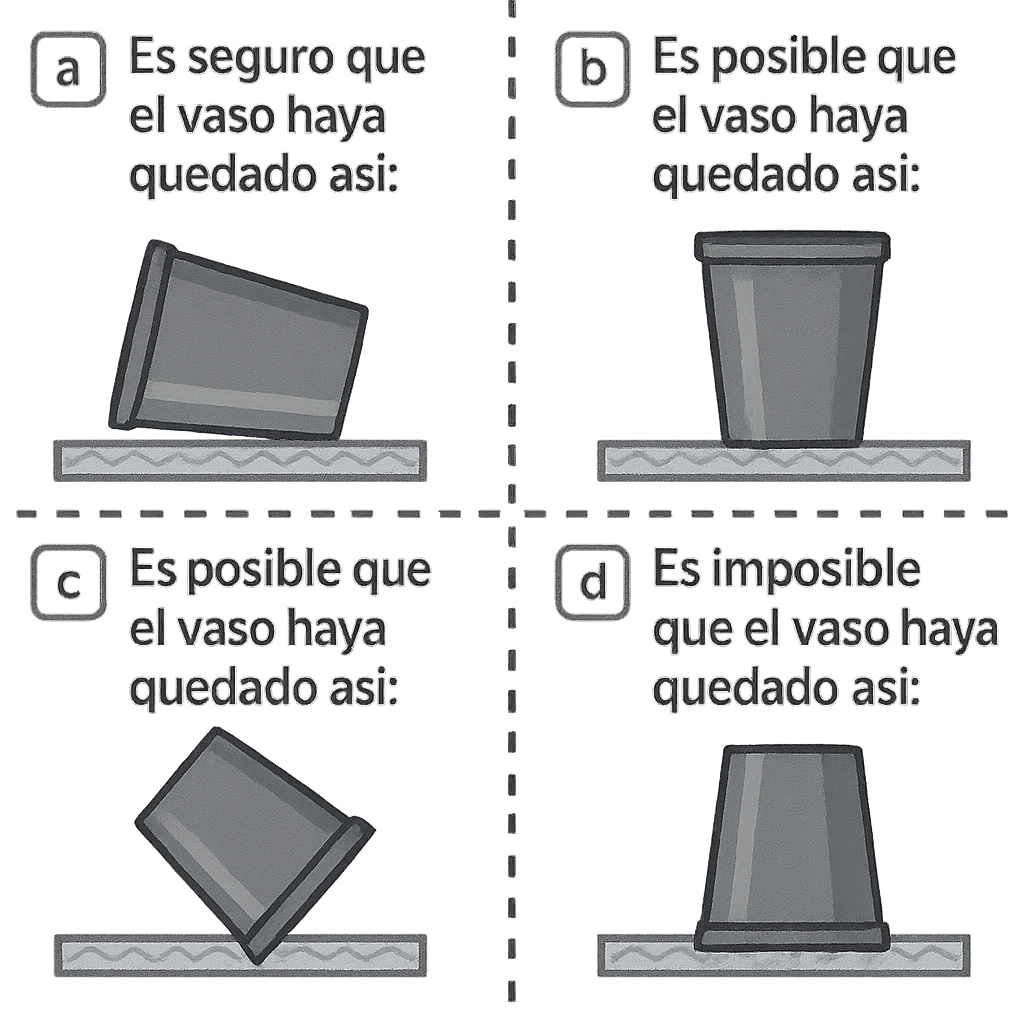 a
Es seguro que
el vaso haya
quedado asi:
b
Es posible que
el vaso haya
quedado asi:
c
Es posible que
el vaso haya
quedado asi:
d
Es imposible
que el vaso haya
quedado asi: